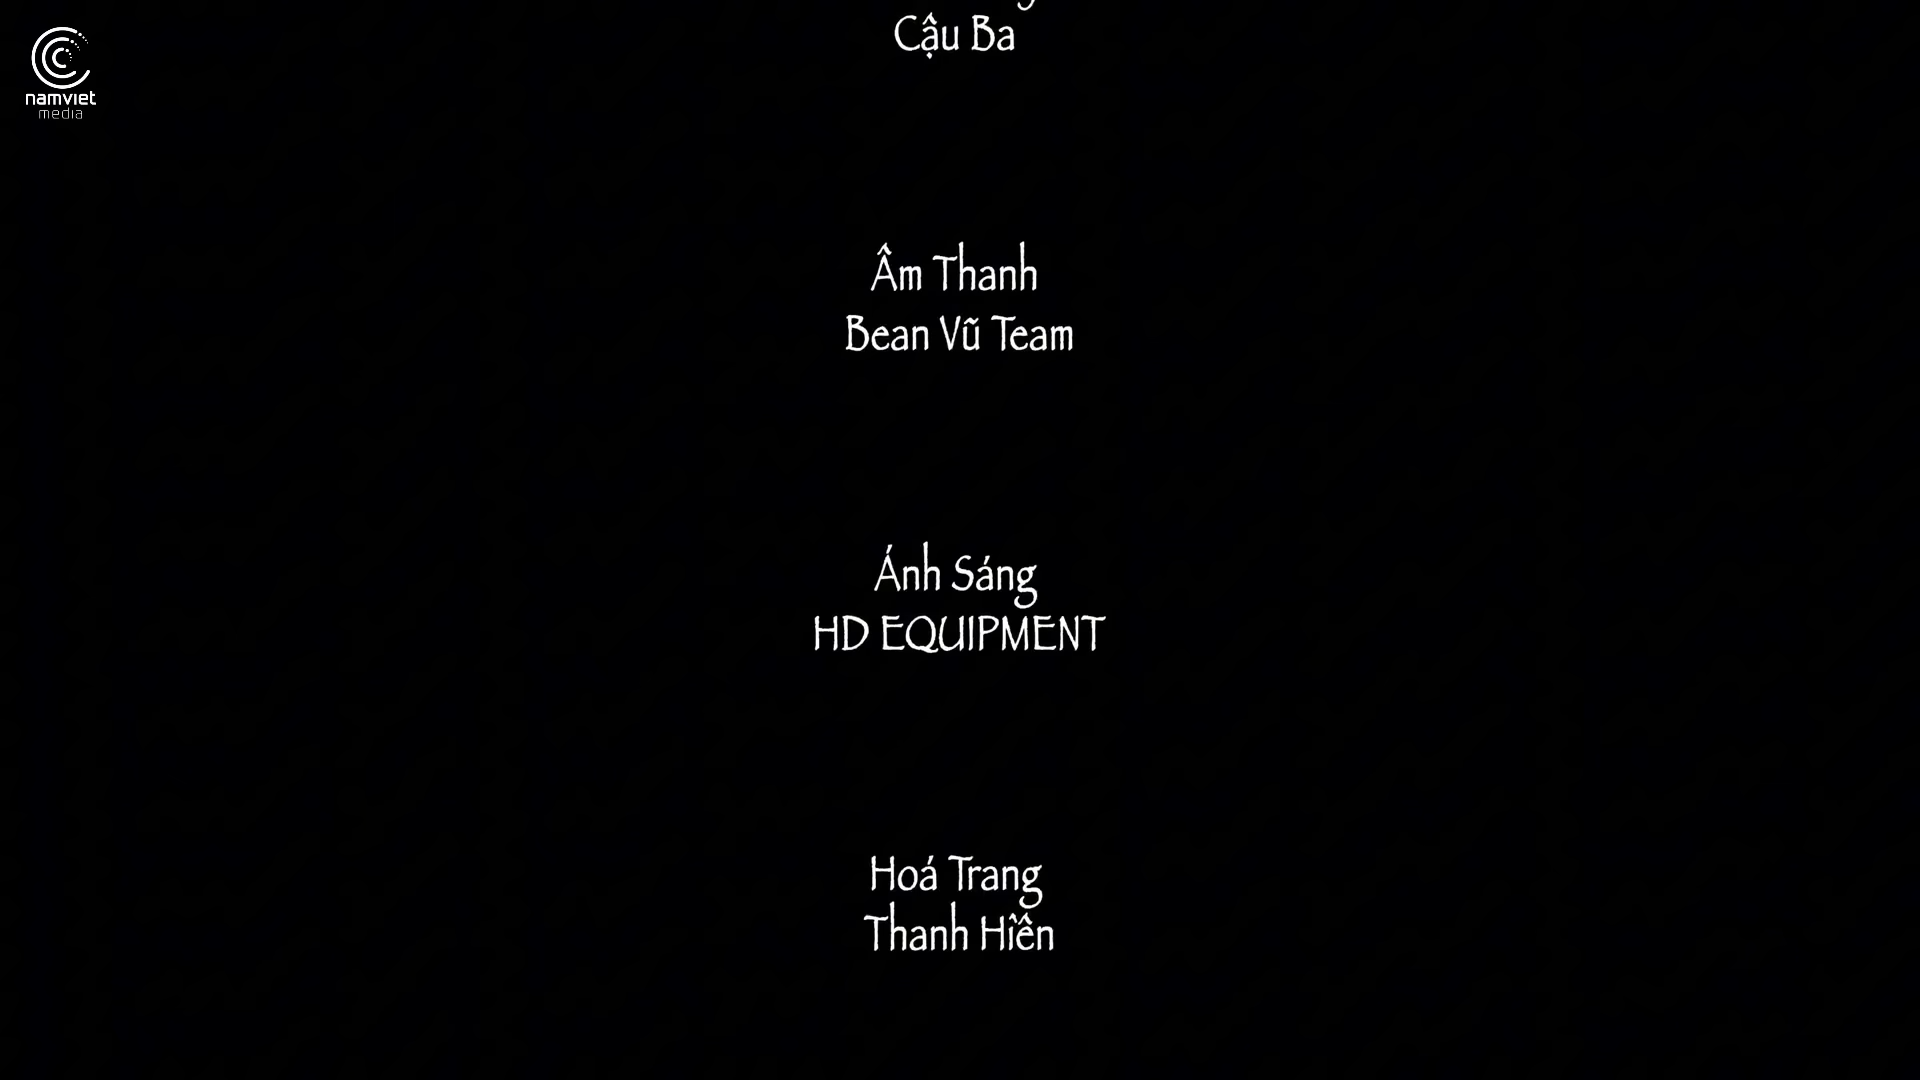 namviet
media
Cậu Ba
Âm Thanh
Bean Vũ Team
Ánh Sáng
HD EQUIPMENT
Hoá Trang
Thanh Hiền